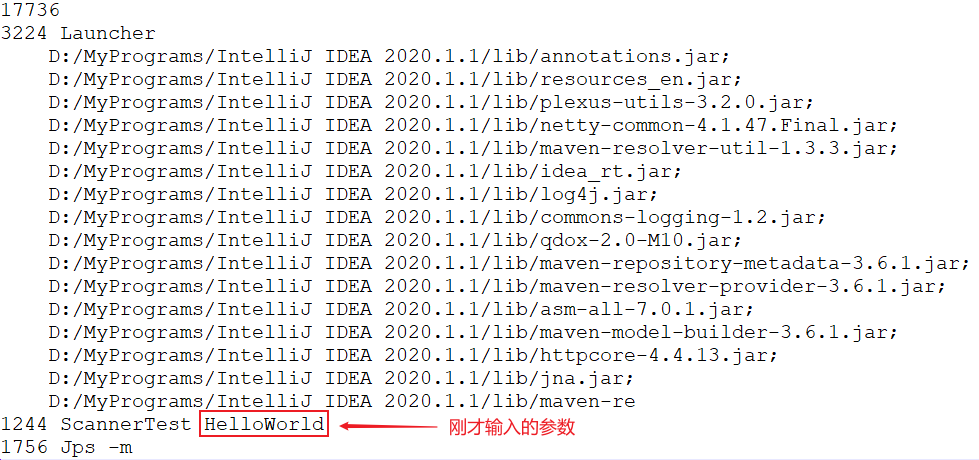 17736
3224 Launcher
D:/MyPrograms/IntelliJ IDEA 2020.1.1/lib/annotations.jar;
D:/MyPrograms/IntelliJ IDEA 2020.1.1/lib/resources_en.jar;
D:/MyPrograms/IntelliJ IDEA 2020.1.1/lib/plexus-utils-3.2.0.jar;
D:/MyPrograms/IntelliJ IDEA 2020.1.1/lib/netty-common-4.1.47.Final.jar;
D:/MyPrograms/IntelliJ IDEA 2020.1.1/lib/maven-resolver-util-1.3.3.jar;
D:/MyPrograms/IntelliJ IDEA 2020.1.1/lib/idea_rt.jar;
D:/MyPrograms/IntelliJ IDEA 2020.1.1/lib/log4j.jar;
D:/MyPrograms/IntelliJ IDEA 2020.1.1/lib/commons-logging-1.2.jar;
D:/MyPrograms/IntelliJ IDEA 2020.1.1/lib/qdox-2.0-M10.jar;
D:/MyPrograms/IntelliJ IDEA 2020.1.1/lib/maven-repository-metadata-3.6.1.jar;
D:/MyPrograms/IntelliJ IDEA 2020.1.1/lib/maven-resolver-provider-3.6.1.jar;
D:/MyPrograms/IntelliJ IDEA 2020.1.1/lib/asm-all-7.0.1.jar;
D:/MyPrograms/IntelliJ IDEA 2020.1.1/lib/maven-model-builder-3.6.1.jar;
D:/MyPrograms/IntelliJ IDEA 2020.1.1/lib/httpcore-4.4.13.jar;
D:/MyPrograms/IntelliJ IDEA 2020.1.1/lib/jna.jar;
D:/MyPrograms/IntelliJ IDEA 2020.1.1/lib/maven-re
1244 ScannerTest HelloWorld 刚才输入的参数
1756 Jps -m